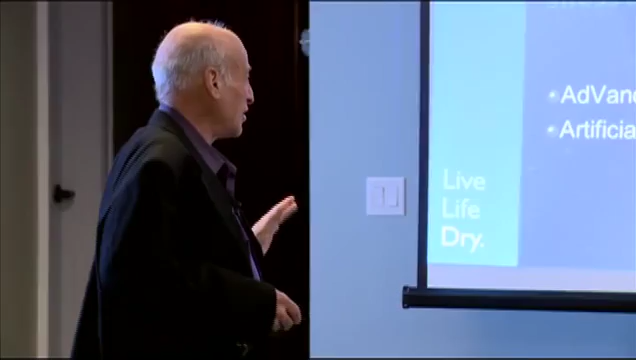 • AdVan
• Artificia
Live
Life
Dry.